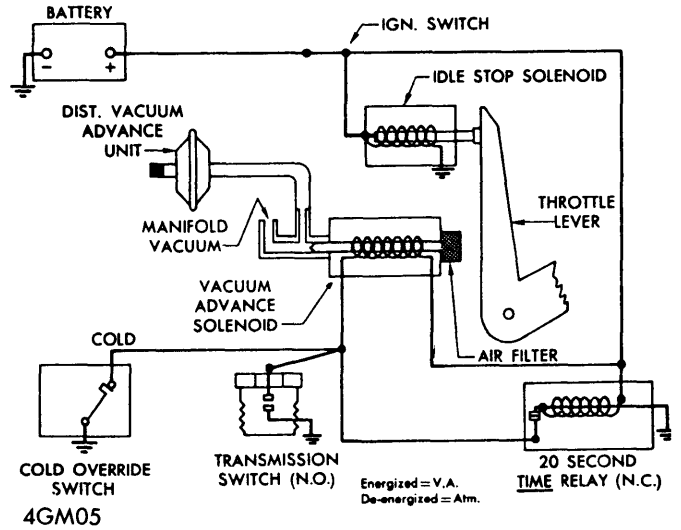 BATTERY
IGN. SWITCH
- +
IDLE STOP SOLENOID
DIST. VACUUM
ADVANCE
UNIT
THROTTLE
LEVER
MANIFOLD
VACUUM
VACUUM
ADVANCE
SOLENOID
COLD
AIR FILTER
COLD OVERRIDE
SWITCH
TRANSMISSION
SWITCH (N.O.)
Energized = V.A.
De-energized = Atm.
20 SECOND
TIME RELAY (N.C.)
4GM05